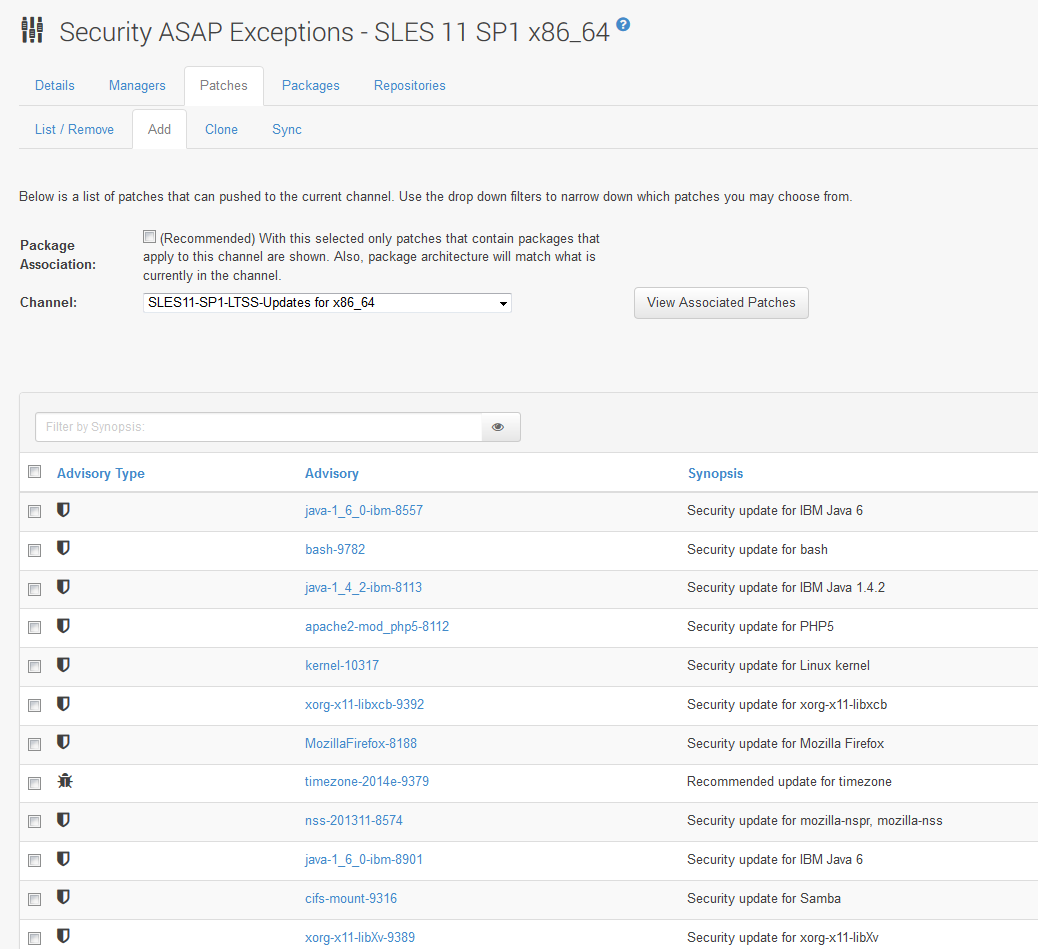 Security ASAP Exceptions - SLES 11 SP1 x86_64 ?
Details Managers Patches Packages Repositories
List / Remove Add Clone Sync
Below is a list of patches that can pushed to the current channel. Use the drop down filters to narrow down which patches you may choose from.
Package Association:
(Recommended) With this selected only patches that contain packages that
apply to this channel are shown. Also, package architecture will match what is
currently in the channel.
Channel: SLES11-SP1-LTSS-Updates for x86_64 View Associated Patches
Filter by Synopsis:
Advisory Type Advisory Synopsis
java-1_6_0-ibm-8557 Security update for IBM Java 6
bash-9782 Security update for bash
java-1_4_2-ibm-8113 Security update for IBM Java 1.4.2
apache2-mod_php5-8112 Security update for PHP5
kernel-10317 Security update for Linux kernel
xorg-x11-libxcb-9392 Security update for xorg-x11-libxcb
MozillaFirefox-8188 Security update for Mozilla Firefox
timezone-2014e-9379 Recommended update for timezone
nss-201311-8574 Security update for mozilla-nspr, mozilla-nss
java-1_6_0-ibm-8901 Security update for IBM Java 6
cifs-mount-9316 Security update for Samba
xorg-x11-libXv-9389 Security update for xorg-x11-libXv